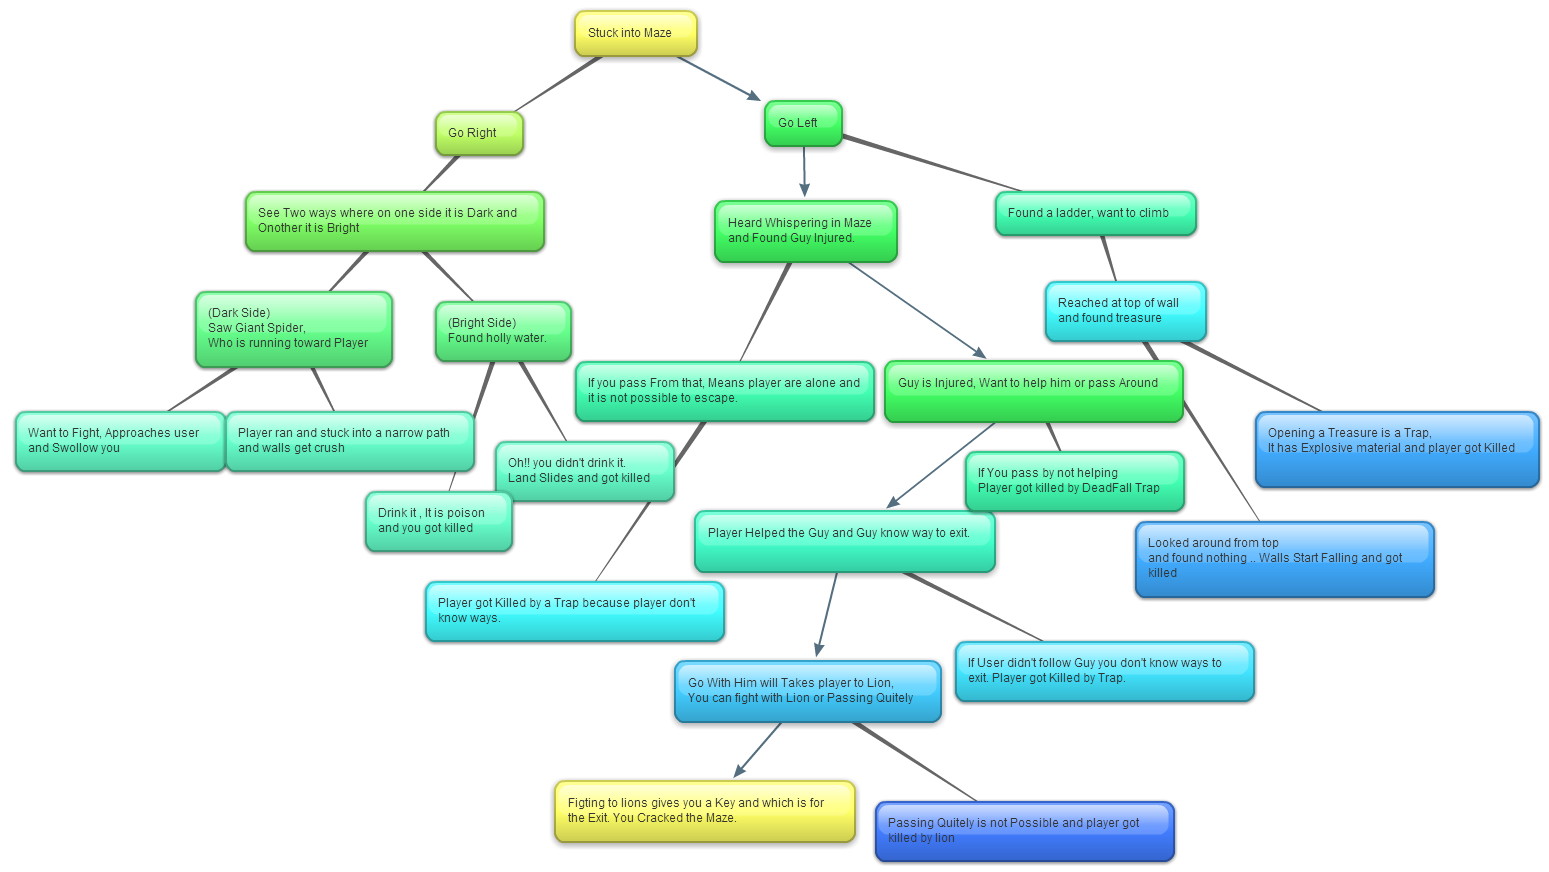 Stuck into Maze
Go Left
Go Right
See Two ways where on one side it is Dark and
Onother it is Bright
Heard Whispering in Maze
and Found Guy Injured.
Found a ladder, want to climb
(Dark Side)
Saw Giant Spider,
Who is running toward Player
(Bright Side)
Found holly water.
Reached at top of wall
and found treasure
If you pass From that, Means player are alone and
it is not possible to escape.
Guy is Injured, Want to help him or pass Around
Want to Fight, Approaches user
and Swollow you
Player ran and stuck into a narrow path
and walls get crush
Opening a Treasure is a Trap,
It has Explosive material and player got Killed
Oh!! you didn't drink it.
Land Slides and got killed
If You pass by not helping
Player got killed by DeadFall Trap
Drink it , It is poison
and you got killed
Player Helped the Guy and Guy know way to exit.
Looked around from top
and found nothing .. Walls Start Falling and got
killed
Player got Killed by a Trap because player don't
know ways.
If User didn't follow Guy you don't know ways to
exit. Player got Killed by Trap.
Go With Him will Takes player to Lion,
You can fight with Lion or Passing Quitely
Figting to lions gives you a Key and which is for
the Exit. You Cracked the Maze.
Passing Quitely is not Possible and player got
killed by lion